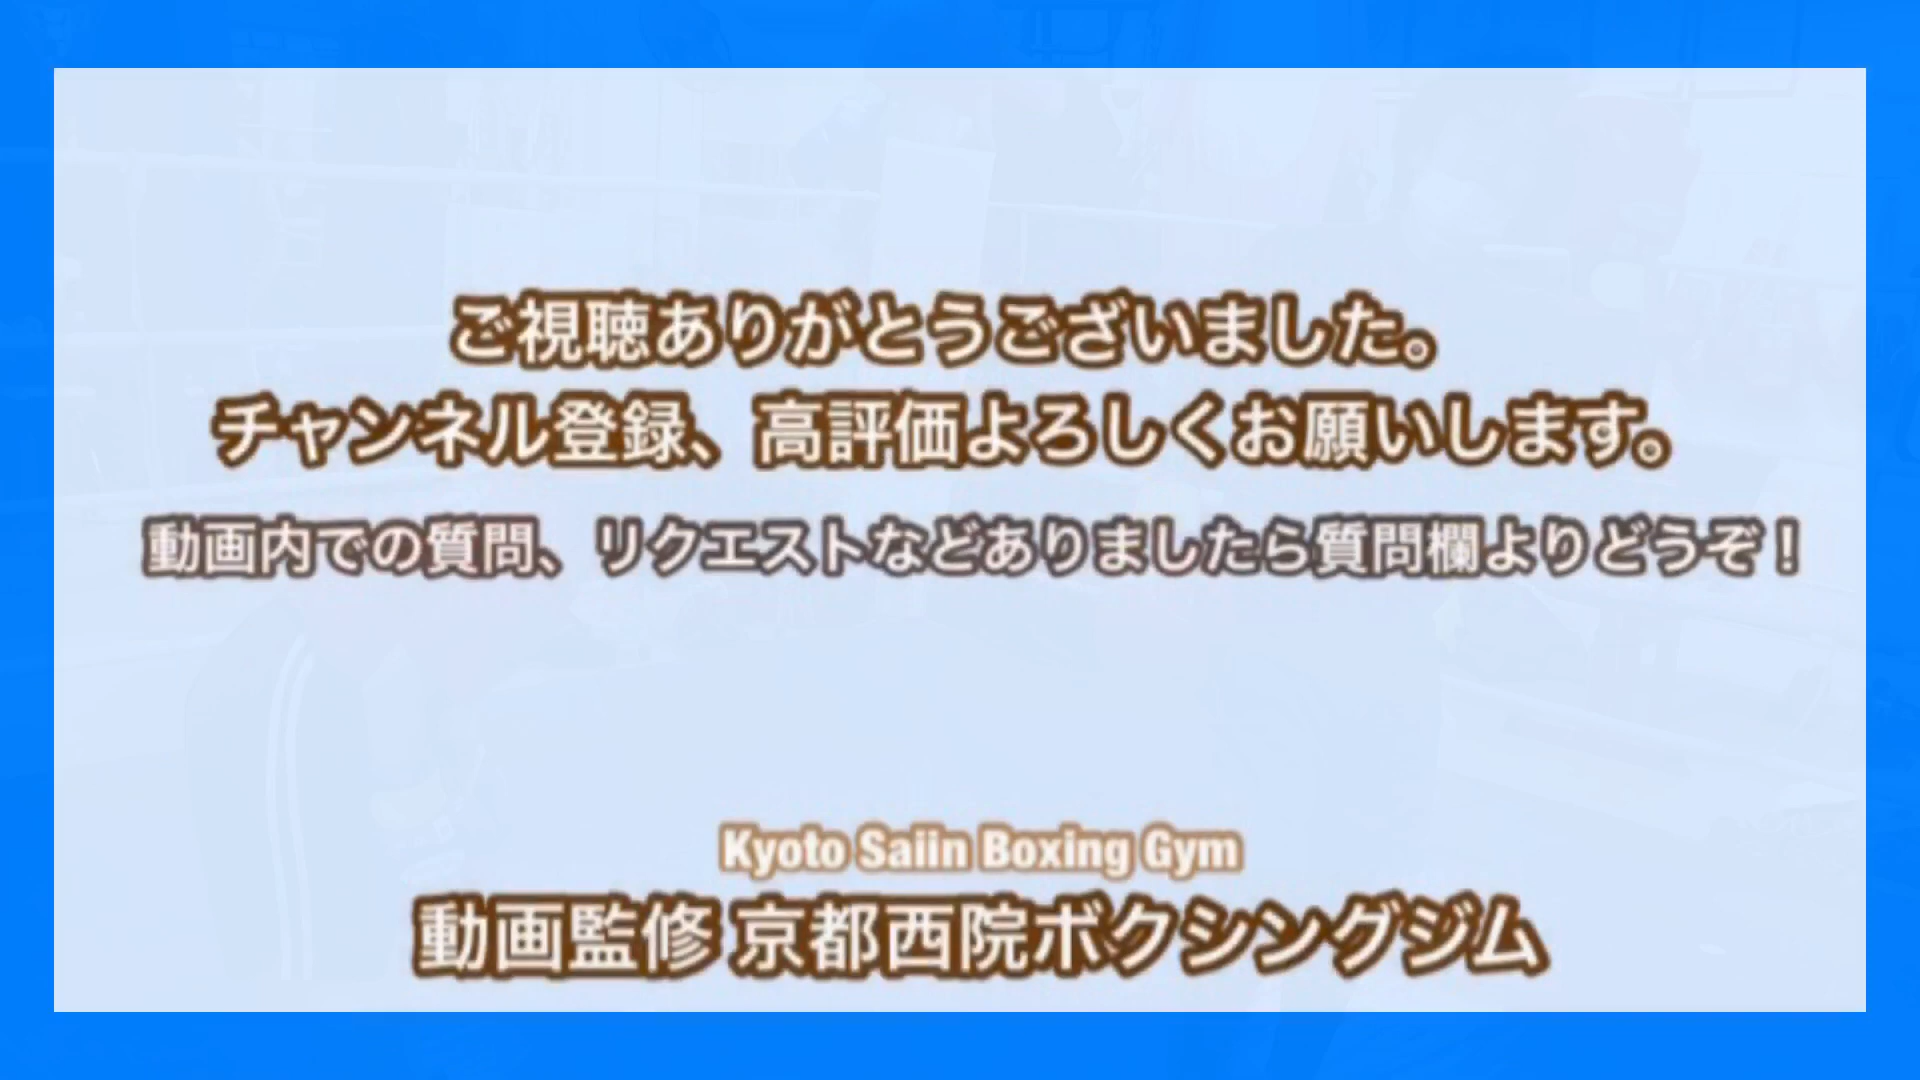 ご視聴ありがとうございました。
チャンネル登録、高評価よろしくお願いします。
動画内での質問、リクエストなどありましたら質問欄よりどうぞ！
Kyoto Saiin Boxing Gym
動画監修 京都西院ボクシングジム